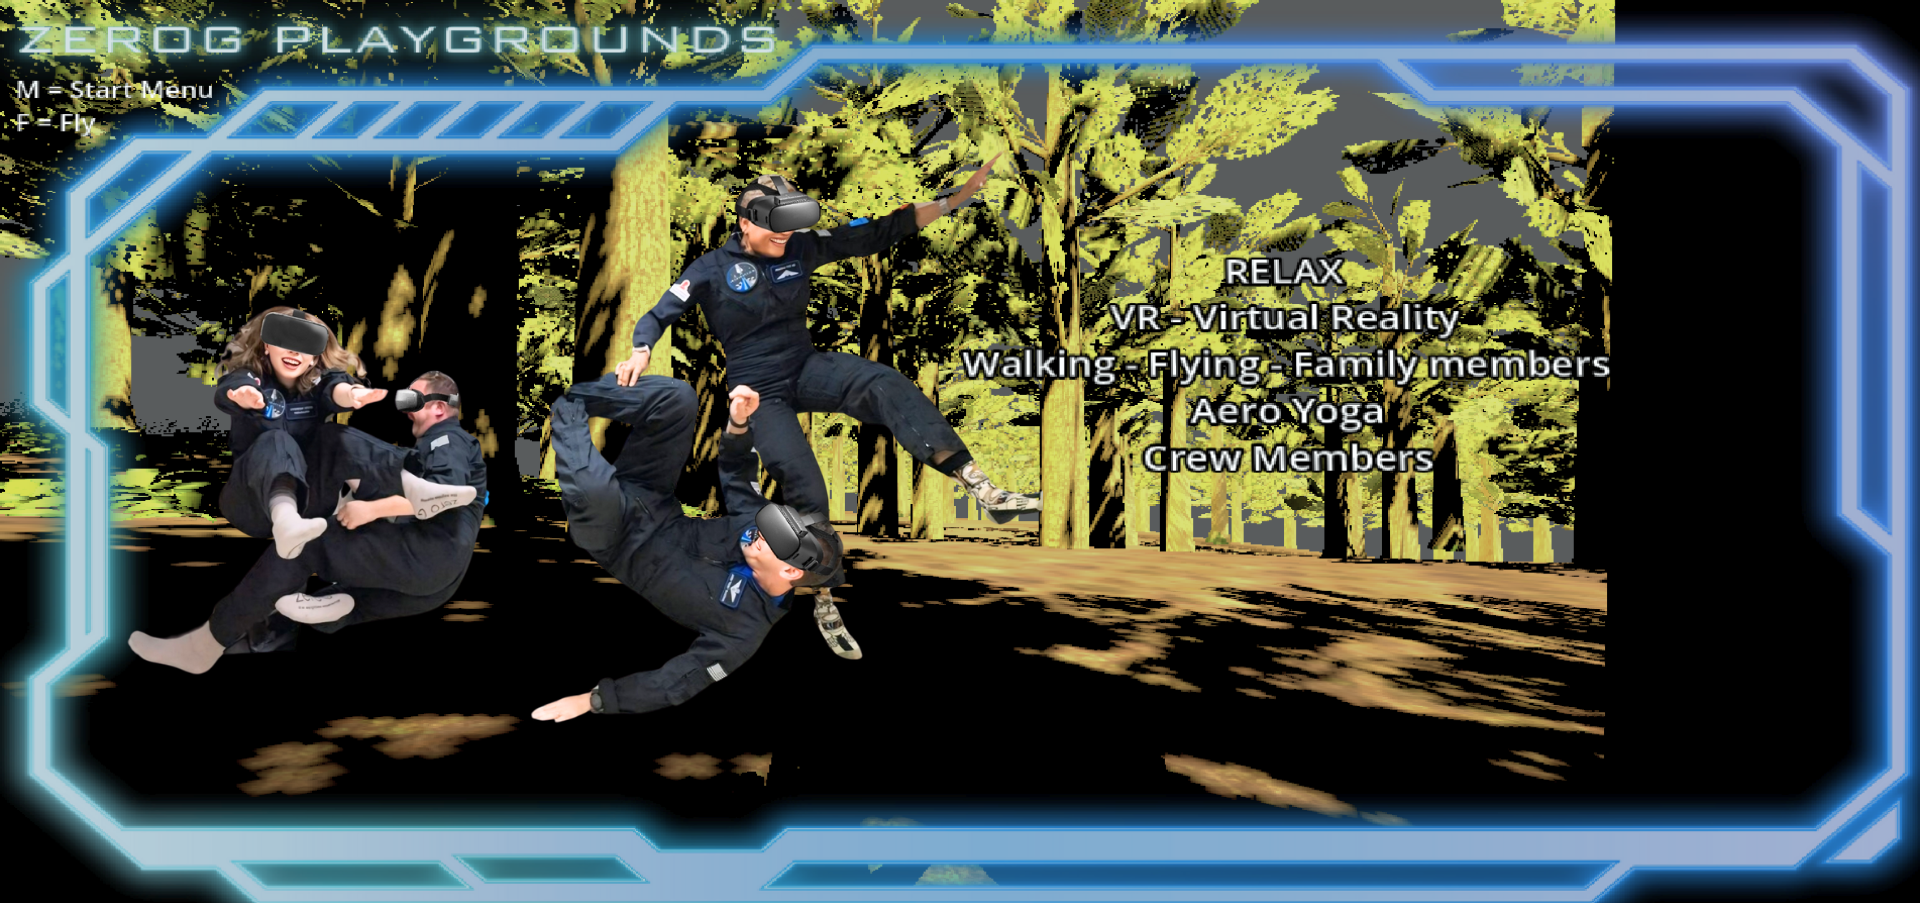 ZEROG PLAYGROUNDS
M = Start Menu
F = Fly
RELAX
VR - Virtual Reality
Walking - Flying - Family members
Aero Yoga
Crew Members